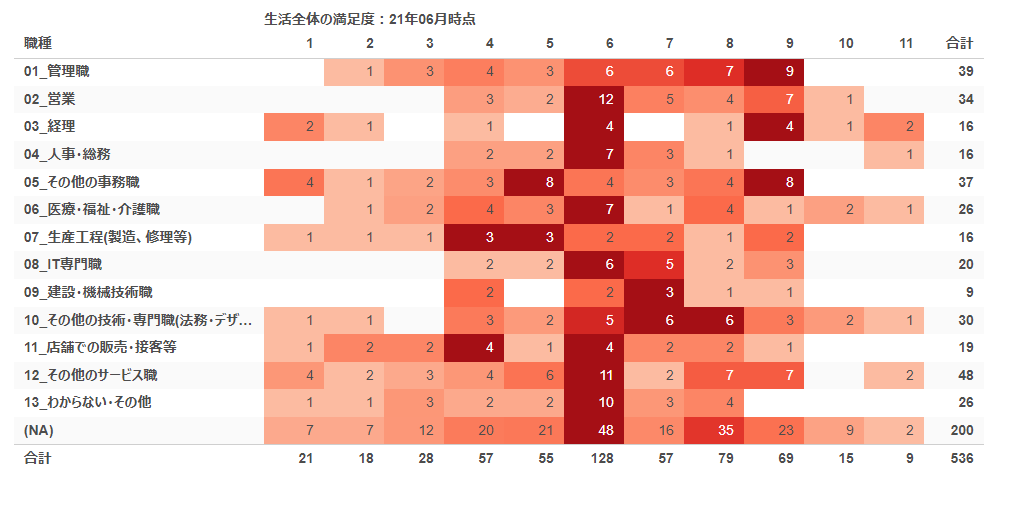 生活全体の満足度：21年06月時点
職種 1 2 3 4 5 6 7 8 9 10 11 合計
01_管理職 1 3 4 3 6 6 7 9 39
02_営業 3 2 12 5 4 7 1 34
03_経理 2 1 1 4 1 4 1 2 16
04_人事・総務 2 2 7 3 1 1 16
05_その他の事務職 4 1 2 3 8 4 3 4 8 37
06_医療・福祉・介護職 1 2 4 3 7 1 4 1 2 1 26
07_生産工程(製造、修理等) 1 1 1 3 3 2 2 1 2 16
08_IT専門職 2 2 6 5 2 3 20
09_建設・機械技術職 2 2 3 1 1 9
10_その他の技術・専門職(法務・デザ… 1 1 3 2 5 6 6 3 2 1 30
11_店舗での販売・接客等 1 2 2 4 1 4 2 2 1 19
12_その他のサービス職 4 2 3 4 6 11 2 7 7 2 48
13_わからない・その他 1 1 3 2 2 10 3 4 26
(NA) 7 7 12 20 21 48 16 35 23 9 2 200
合計 21 18 28 57 55 128 57 79 69 15 9 536